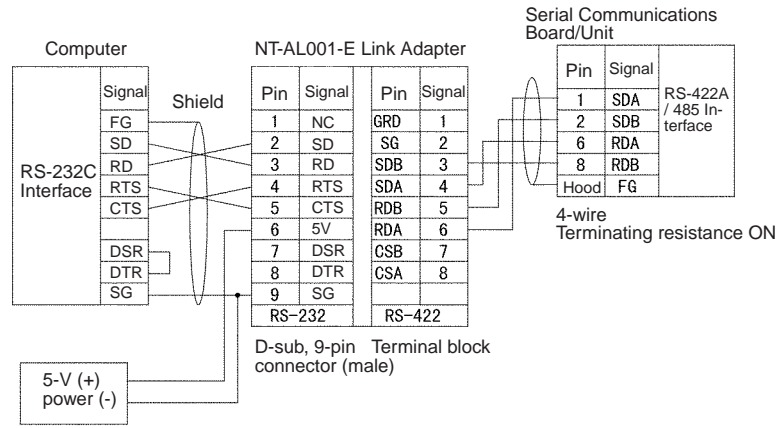 Serial Communications
Board/Unit
Computer
NT-AL001-E Link Adapter
Signal
FG
SD
RD
RTS
CTS
DSR
DTR
SG
RS-232C
Interface
Shield
Pin Signal Pin Signal
1 NC GRD 1
2 SD SG 2
3 RD SDB 3
4 RTS SDA 4
5 CTS RDB 5
6 5V RDA 6
7 DSR CSB 7
8 DTR CSA 8
9 SG
RS-232 RS-422
D-sub, 9-pin
connector (male)
Terminal block
Pin Signal
1 SDA
2 SDB
6 RDA
8 RDB
Hood FG
RS-422A
/ 485 In-
terface
4-wire
Terminating resistance ON
5-V (+)
power (-)